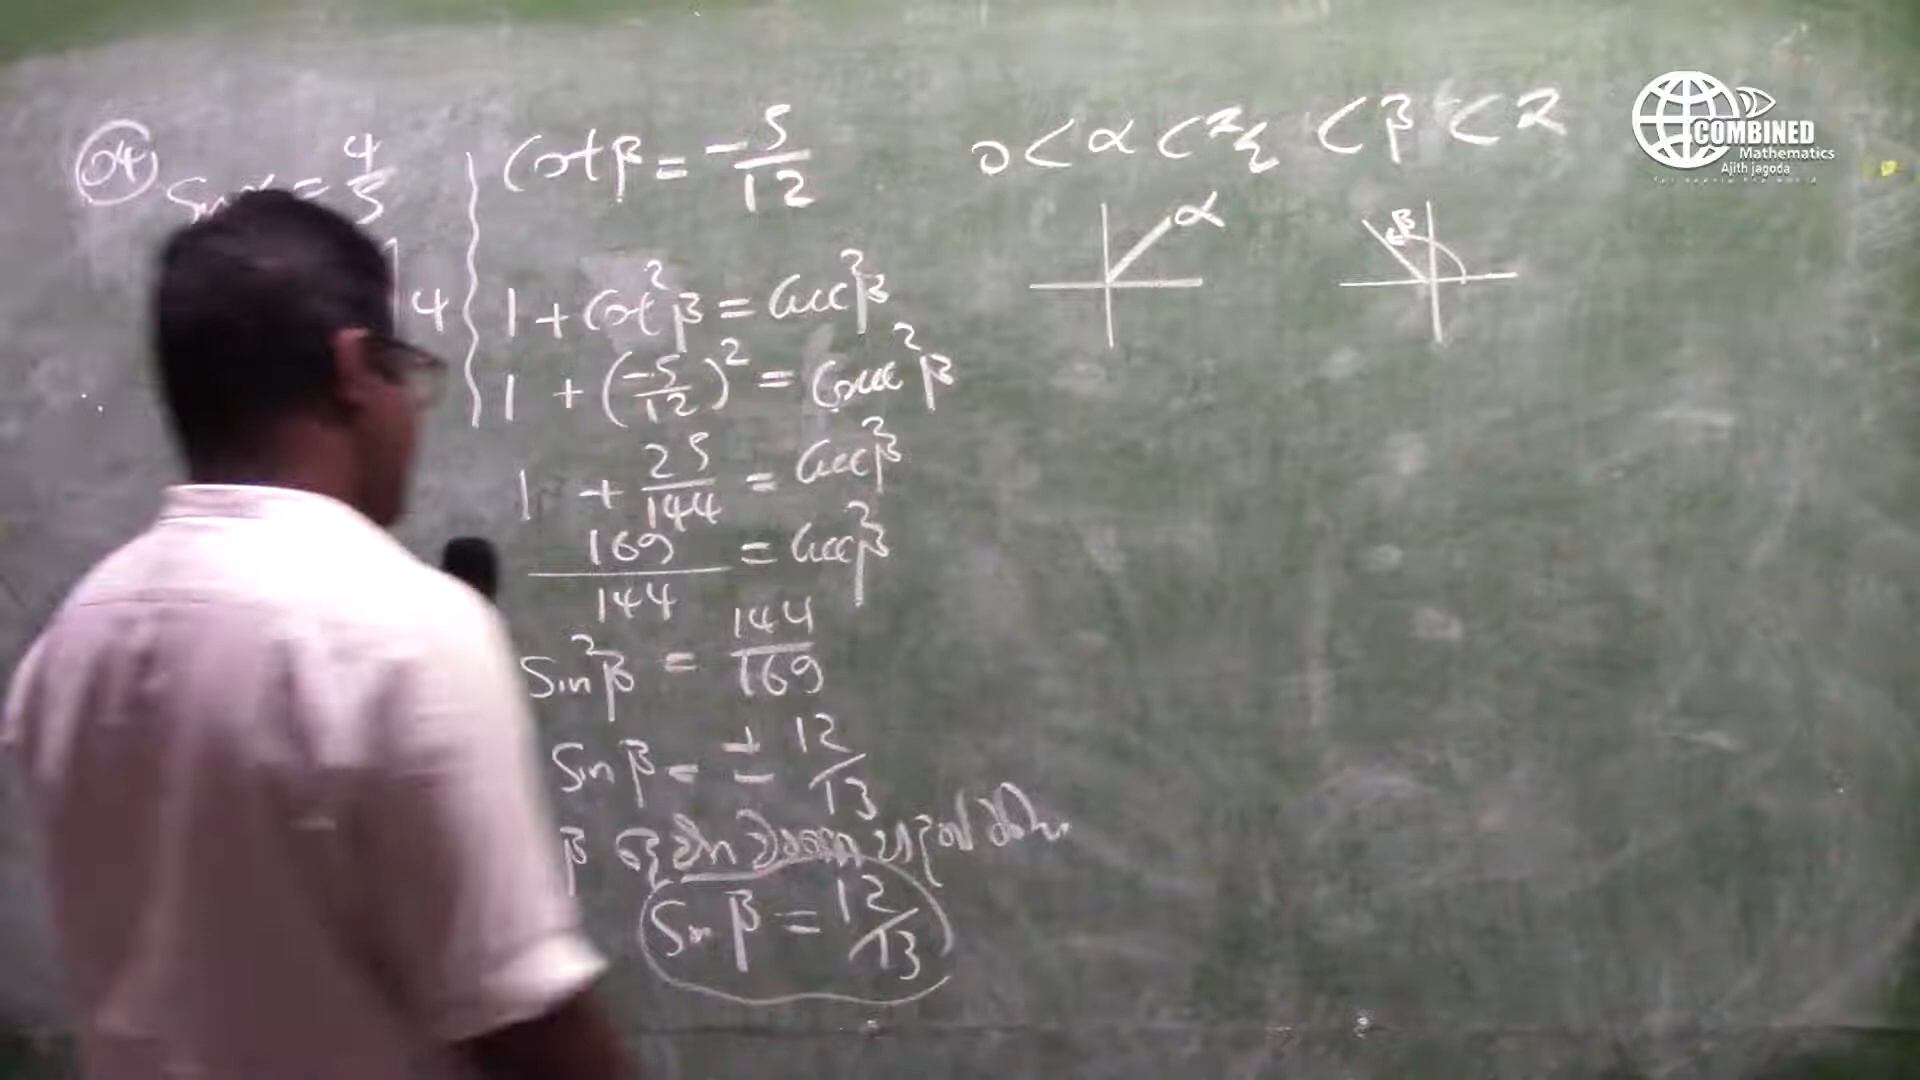 04
Sin α = 4/5
4
Cot β = -5/12
1 + Cot²β = Cosec²β
1 + (-5/12)² = Cosec²β
1 + 25/144 = Cosec²β
169/144 = Cosec²β
Sin²β = 144/169
Sin β = ± 12/13
β
Sin β = 12/13
0 < α < π/2 < β < π
α
β
COMBINED
Mathematics
Ajith jagoda